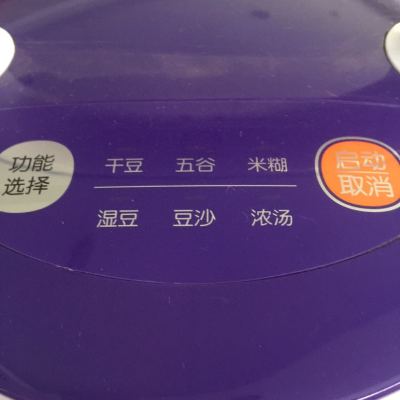 功能
选择
干豆 五谷 米糊
湿豆 豆沙 浓汤
启动
取消